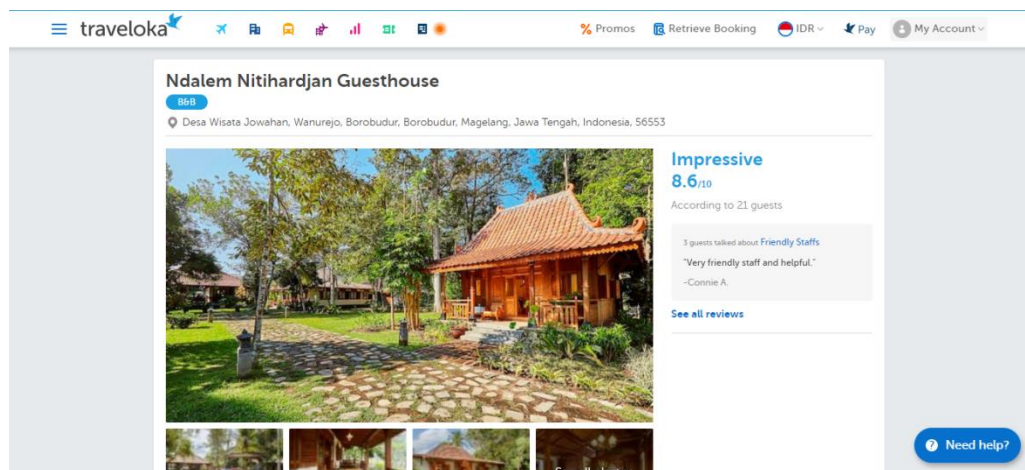 traveloka
Promos
Retrieve Booking
IDR
Pay
My Account
Ndalem Nitihardjan Guesthouse
B&B
Desa Wisata Jowahan, Wanurejo, Borobudur, Borobudur, Magelang, Jawa Tengah, Indonesia, 56553
Impressive
8.6/10
According to 21 guests
3 guests talked about Friendly Staffs
"Very friendly staff and helpful."
-Connie A.
See all reviews
Need help?